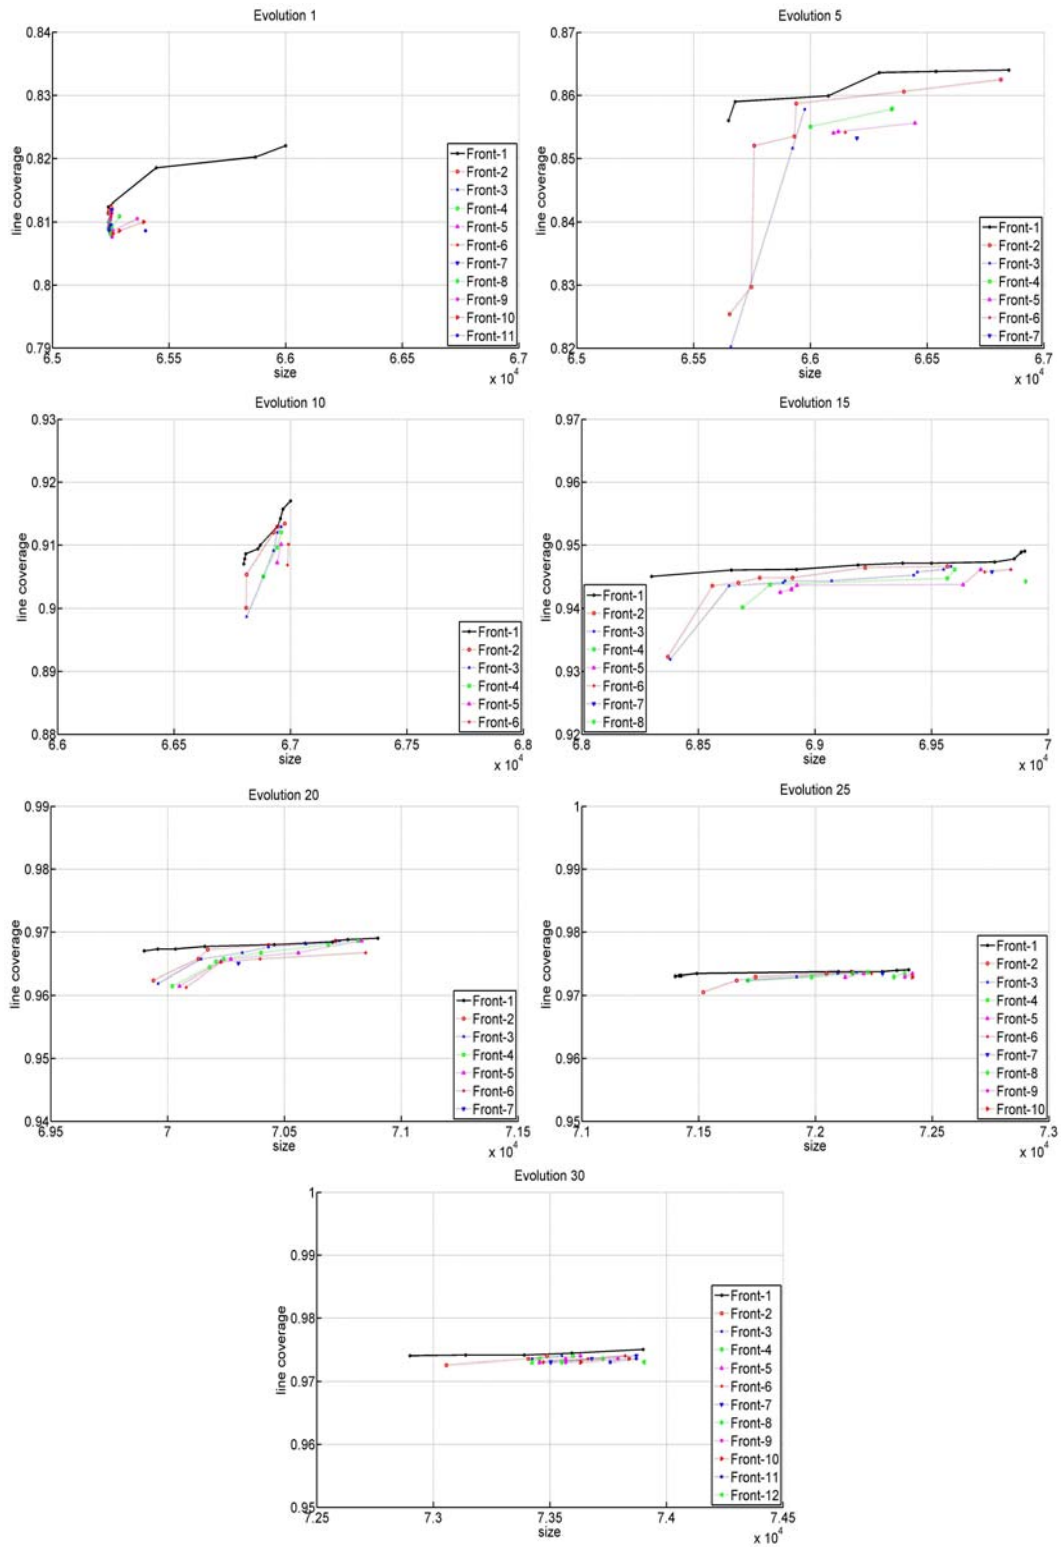 Evolution 1
0.84
0.83
0.82
0.81
0.8
0.79
line coverage
6.5
6.55
6.6
6.65
6.7
size
x 10^4
Front-1
Front-2
Front-3
Front-4
Front-5
Front-6
Front-7
Front-8
Front-9
Front-10
Front-11
Evolution 5
0.87
0.86
0.85
0.84
0.83
0.82
line coverage
6.5
6.55
6.6
6.65
6.7
size
x 10^4
Front-1
Front-2
Front-3
Front-4
Front-5
Front-6
Front-7
Evolution 10
0.93
0.92
0.91
0.9
0.89
0.88
line coverage
6.6
6.65
6.7
6.75
6.8
size
x 10^4
Front-1
Front-2
Front-3
Front-4
Front-5
Front-6
Evolution 15
0.97
0.96
0.95
0.94
0.93
0.92
line coverage
6.8
6.85
6.9
6.95
7
size
x 10^4
Front-1
Front-2
Front-3
Front-4
Front-5
Front-6
Front-7
Front-8
Evolution 20
0.99
0.98
0.97
0.96
0.95
0.94
line coverage
6.95
7
7.05
7.1
7.15
size
x 10^4
Front-1
Front-2
Front-3
Front-4
Front-5
Front-6
Front-7
Evolution 25
1
0.99
0.98
0.97
0.96
0.95
line coverage
7.1
7.15
7.2
7.25
7.3
size
x 10^4
Front-1
Front-2
Front-3
Front-4
Front-5
Front-6
Front-7
Front-8
Front-9
Front-10
Evolution 30
1
0.99
0.98
0.97
0.96
0.95
line coverage
7.25
7.3
7.35
7.4
7.45
size
x 10^4
Front-1
Front-2
Front-3
Front-4
Front-5
Front-6
Front-7
Front-8
Front-9
Front-10
Front-11
Front-12